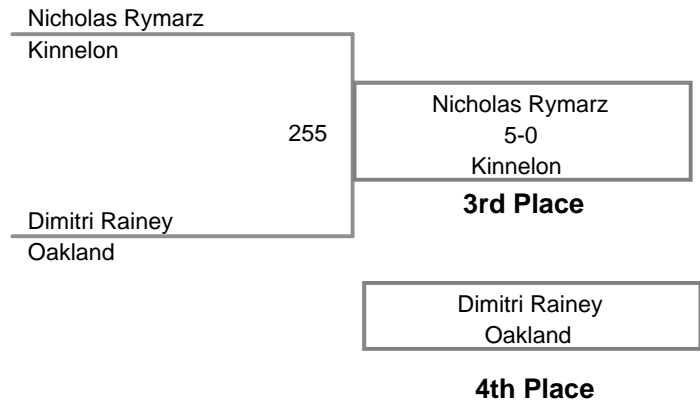 Nicholas Rymarz
Kinnelon
255
Nicholas Rymarz
5-0
Kinnelon
3rd Place
Dimitri Rainey
Oakland
Dimitri Rainey
Oakland
4th Place